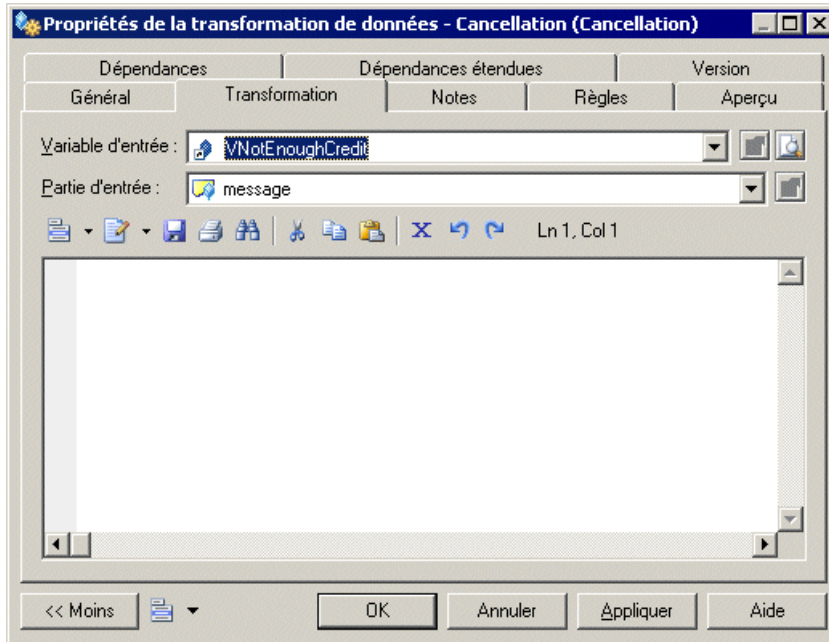 Propriétés de la transformation de données - Cancellation (Cancellation)
Dépendances Dépendances étendues Version
Général Transformation Notes Règles Aperçu
Variable d'entrée : VNotEnoughCredit
Partie d'entrée : message
Ln 1, Col 1
<< Moins OK Annuler Appliquer Aide